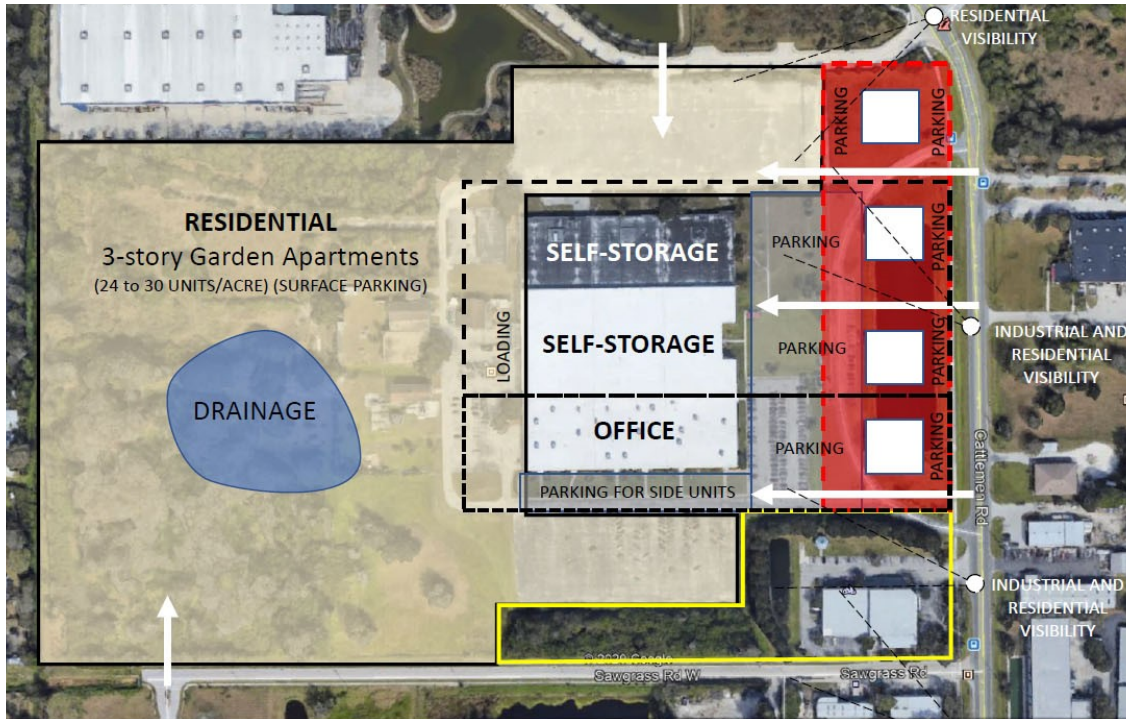 RESIDENTIAL
VISIBILITY
PARKING
PARKING
RESIDENTIAL
3-story Garden Apartments
(24 to 30 UNITS/ACRE) (SURFACE PARKING)
SELF-STORAGE
PARKING
PARKING
LOADING
SELF-STORAGE
PARKING
PARKING
INDUSTRIAL AND
RESIDENTIAL
VISIBILITY
DRAINAGE
OFFICE
PARKING
PARKING
Cattlemen Rd
PARKING FOR SIDE UNITS
INDUSTRIAL AND
RESIDENTIAL
VISIBILITY
© 2020 Google
Sawgrass Rd W
Sawgrass Rd